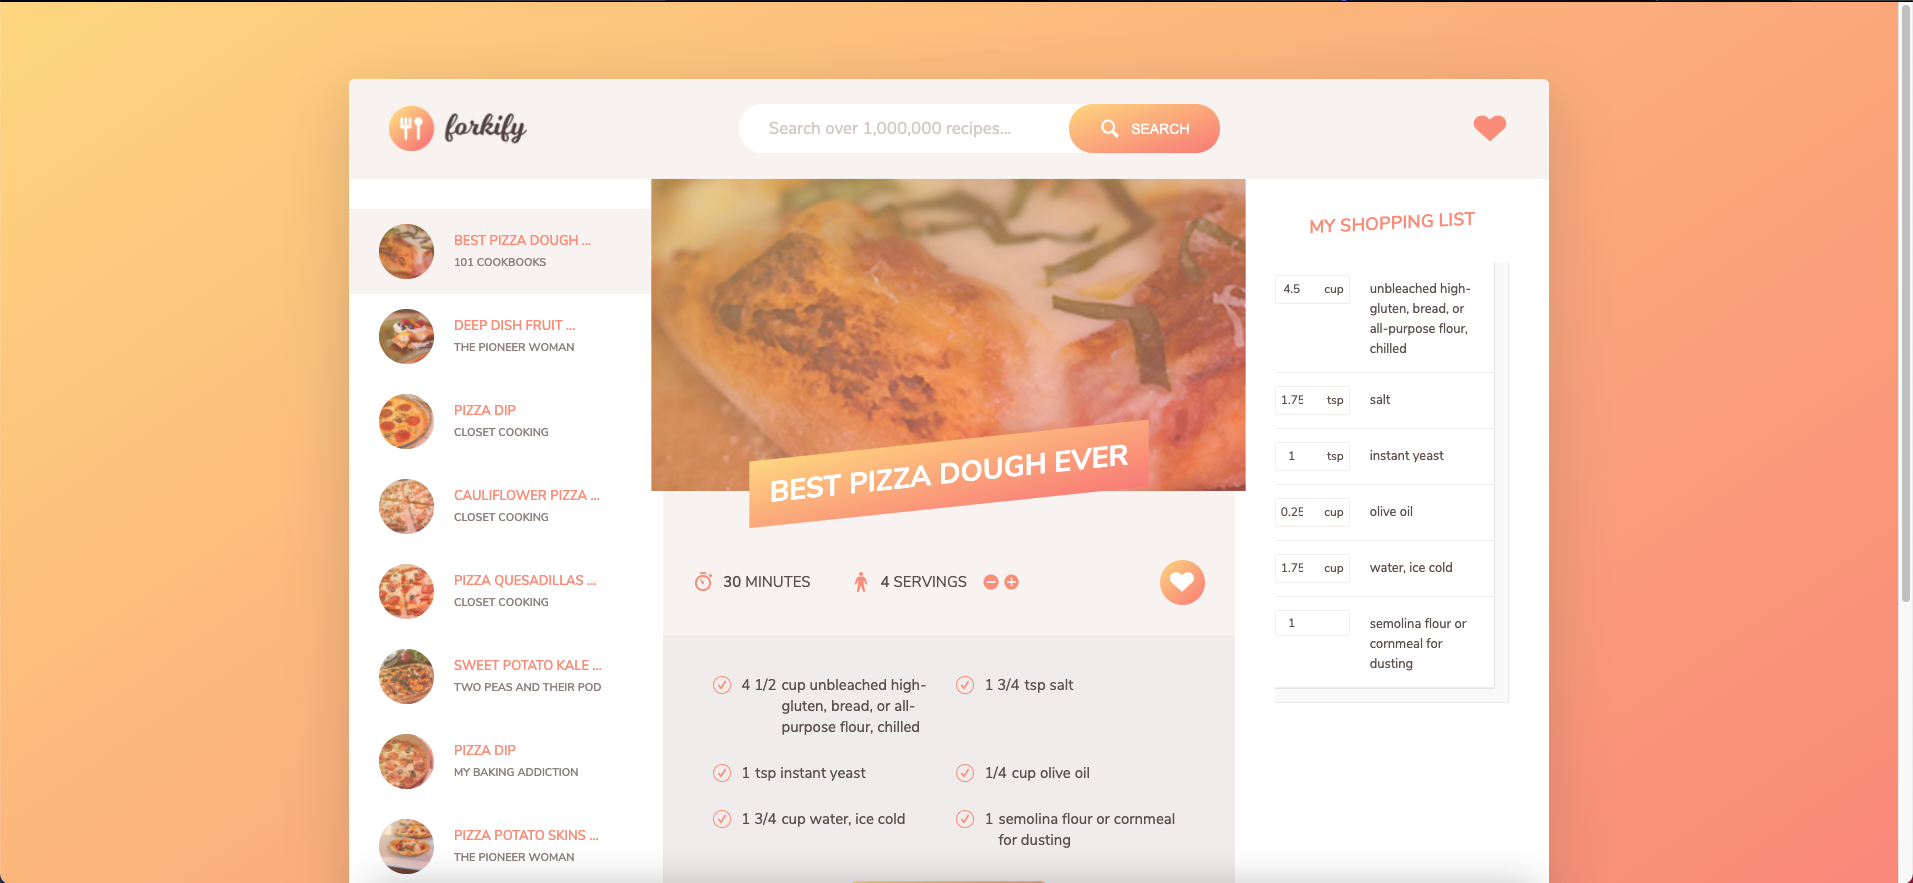 forkify
Search over 1,000,000 recipes...
SEARCH
BEST PIZZA DOUGH ...
101 COOKBOOKS
DEEP DISH FRUIT ...
THE PIONEER WOMAN
PIZZA DIP
CLOSET COOKING
CAULIFLOWER PIZZA ...
CLOSET COOKING
PIZZA QUESADILLAS ...
CLOSET COOKING
SWEET POTATO KALE ...
TWO PEAS AND THEIR POD
PIZZA DIP
MY BAKING ADDICTION
PIZZA POTATO SKINS ...
THE PIONEER WOMAN
BEST PIZZA DOUGH EVER
30 MINUTES
4 SERVINGS
4 1/2 cup unbleached high-
gluten, bread, or all-
purpose flour, chilled
1 3/4 tsp salt
1 tsp instant yeast
1/4 cup olive oil
1 3/4 cup water, ice cold
1 semolina flour or cornmeal
for dusting
MY SHOPPING LIST
4.5 cup unbleached high-
gluten, bread, or
all-purpose flour,
chilled
1.75 tsp salt
1 tsp instant yeast
0.25 cup olive oil
1.75 cup water, ice cold
1 semolina flour or
cornmeal for
dusting